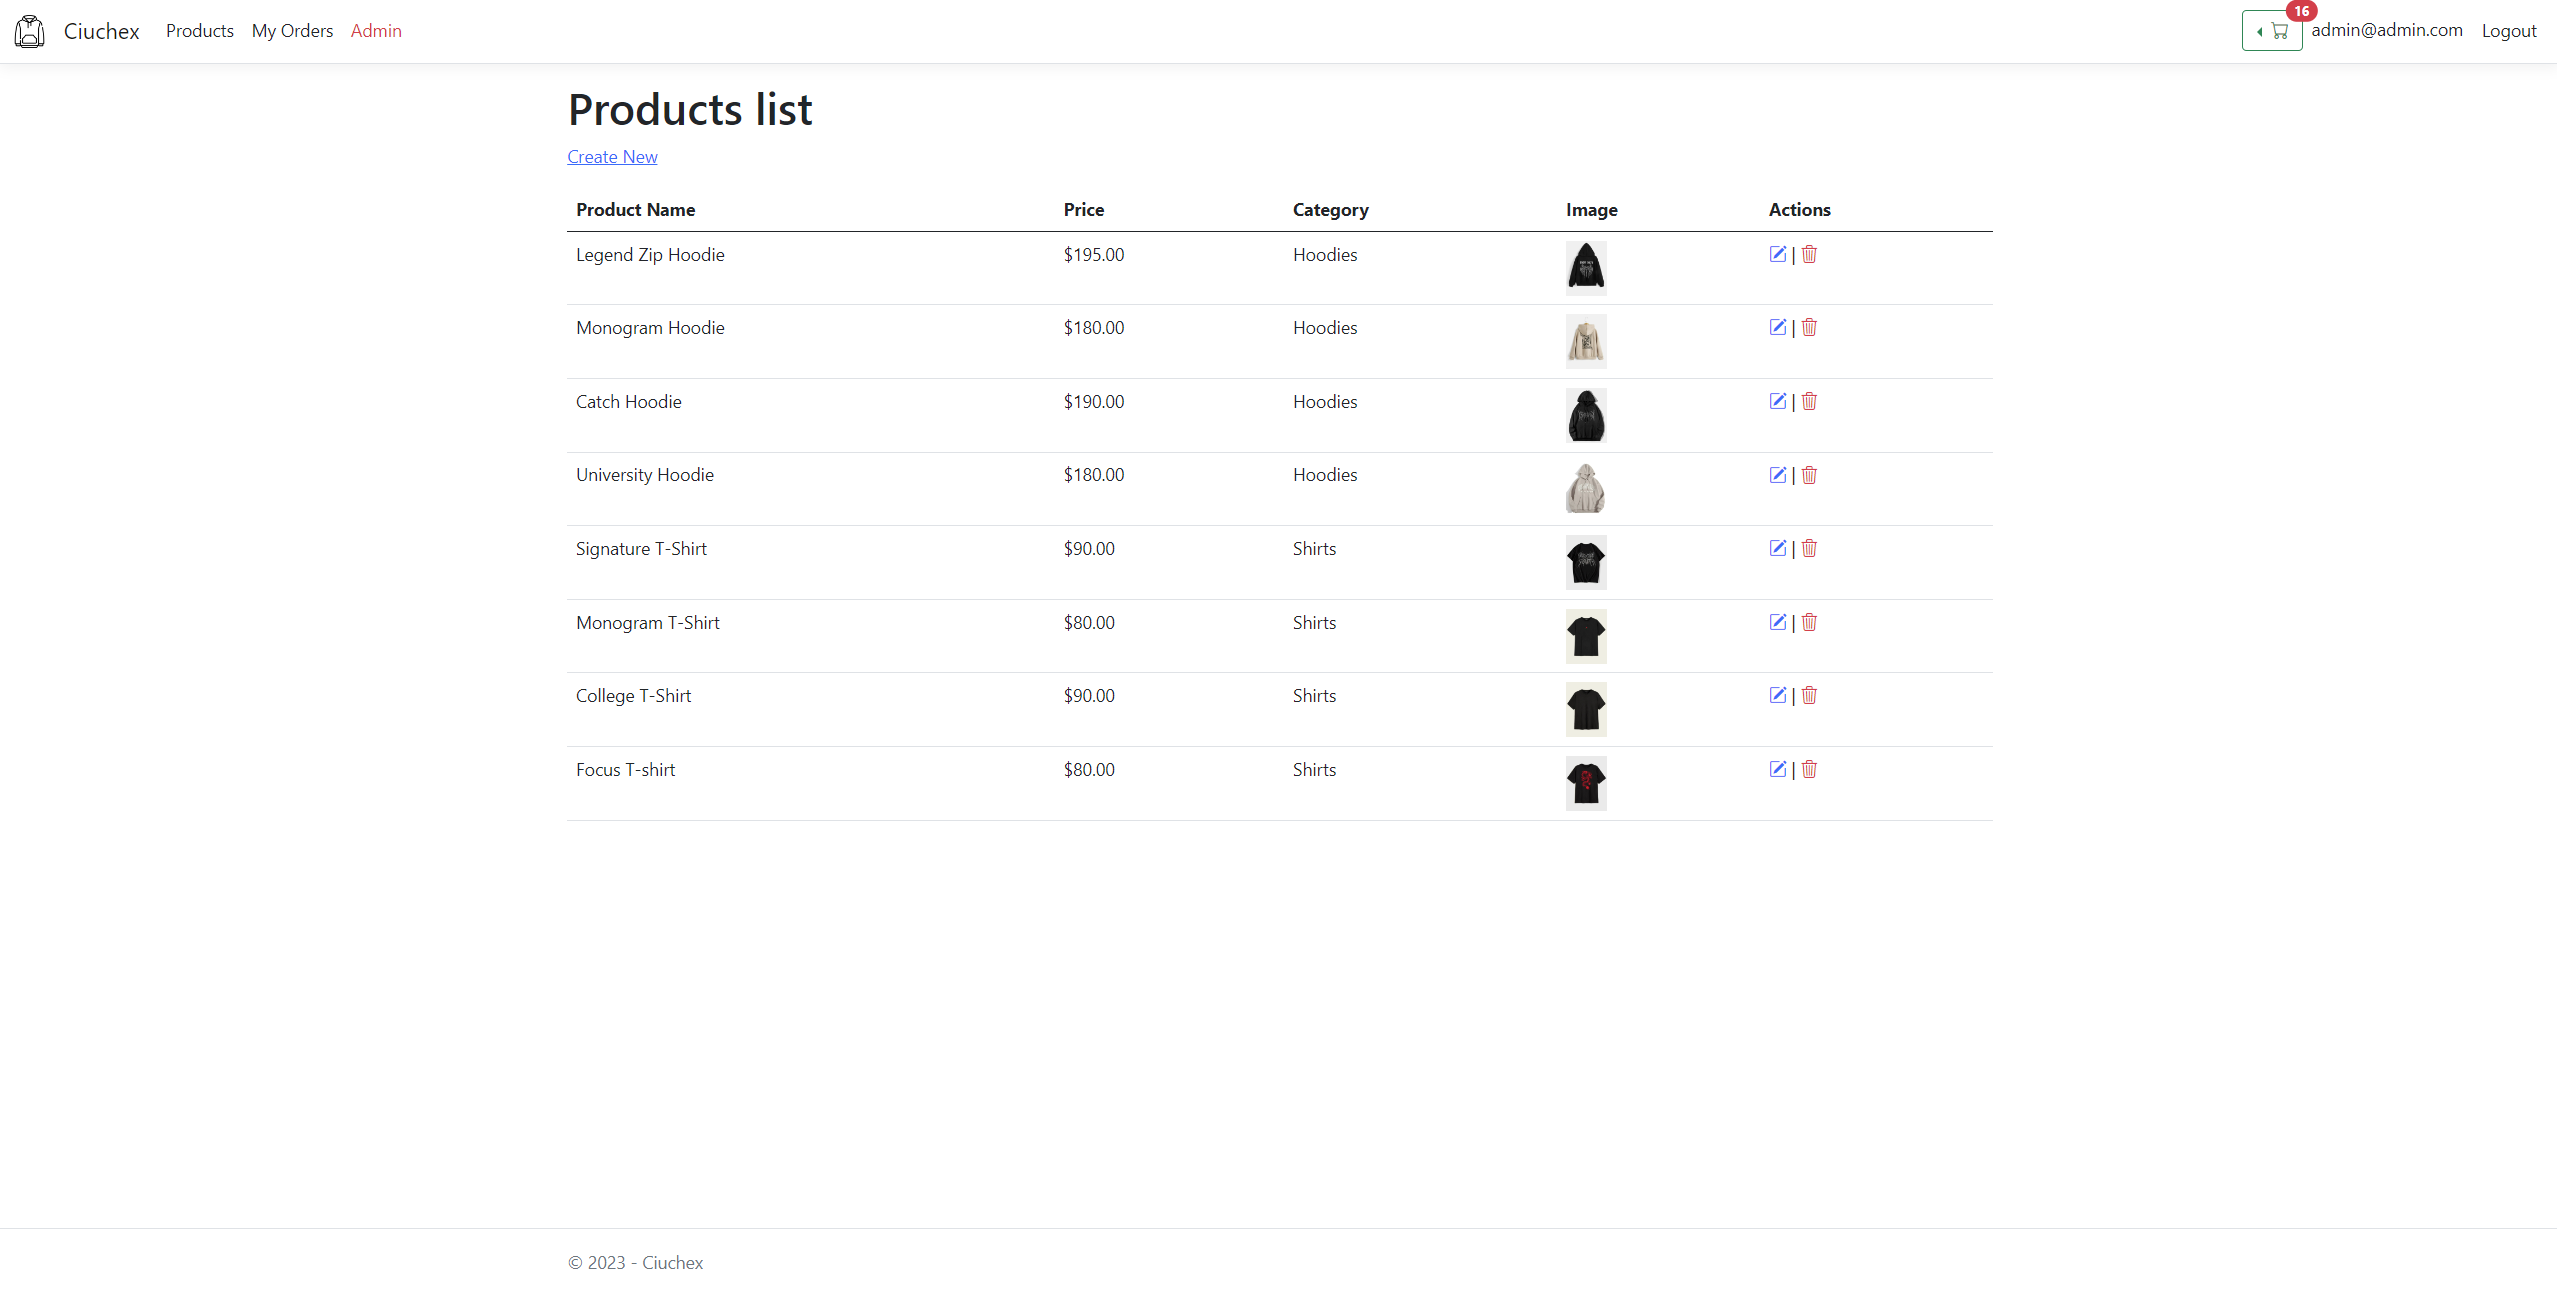 Ciuchex Products My Orders Admin 16 admin@admin.com Logout
Products list
Create New
Product Name Price Category Image Actions
Legend Zip Hoodie $195.00 Hoodies |
Monogram Hoodie $180.00 Hoodies |
Catch Hoodie $190.00 Hoodies |
University Hoodie $180.00 Hoodies |
Signature T-Shirt $90.00 Shirts |
Monogram T-Shirt $80.00 Shirts |
College T-Shirt $90.00 Shirts |
Focus T-shirt $80.00 Shirts |
© 2023 - Ciuchex